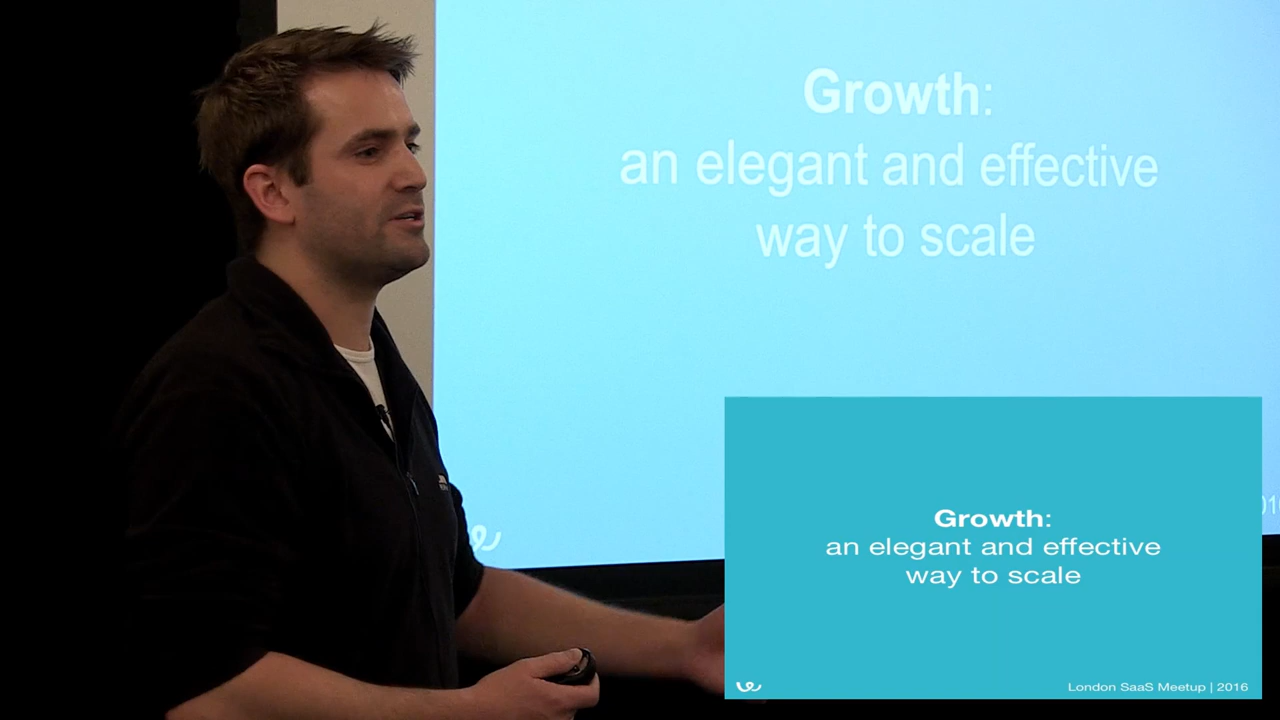 Growth:
an elegant and effective
way to scale
Growth:
an elegant and effective
way to scale
London SaaS Meetup | 2016